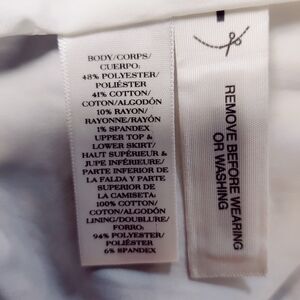 BODY/CORPS/
CUERPO:
48% POLYESTER/
POLIÉSTER
41% COTTON/
COTON/ALGODÓN
10% RAYON/
RAYONNE/RAYÓN
1% SPANDEX
UPPER TOP &
LOWER SKIRT/
HAUT SUPÉRIEUR &
JUPE INFÉRIEURE/
PARTE INFERIOR DE
LA FALDA Y PARTE
SUPERIOR DE
LA CAMISETA:
100% COTTON/
COTON/ALGODÓN
LINING/DOUBLURE/
FORRO:
94% POLYESTER/
POLIÉSTER
6% SPANDEX
REMOVE BEFORE WEARING
OR WASHING